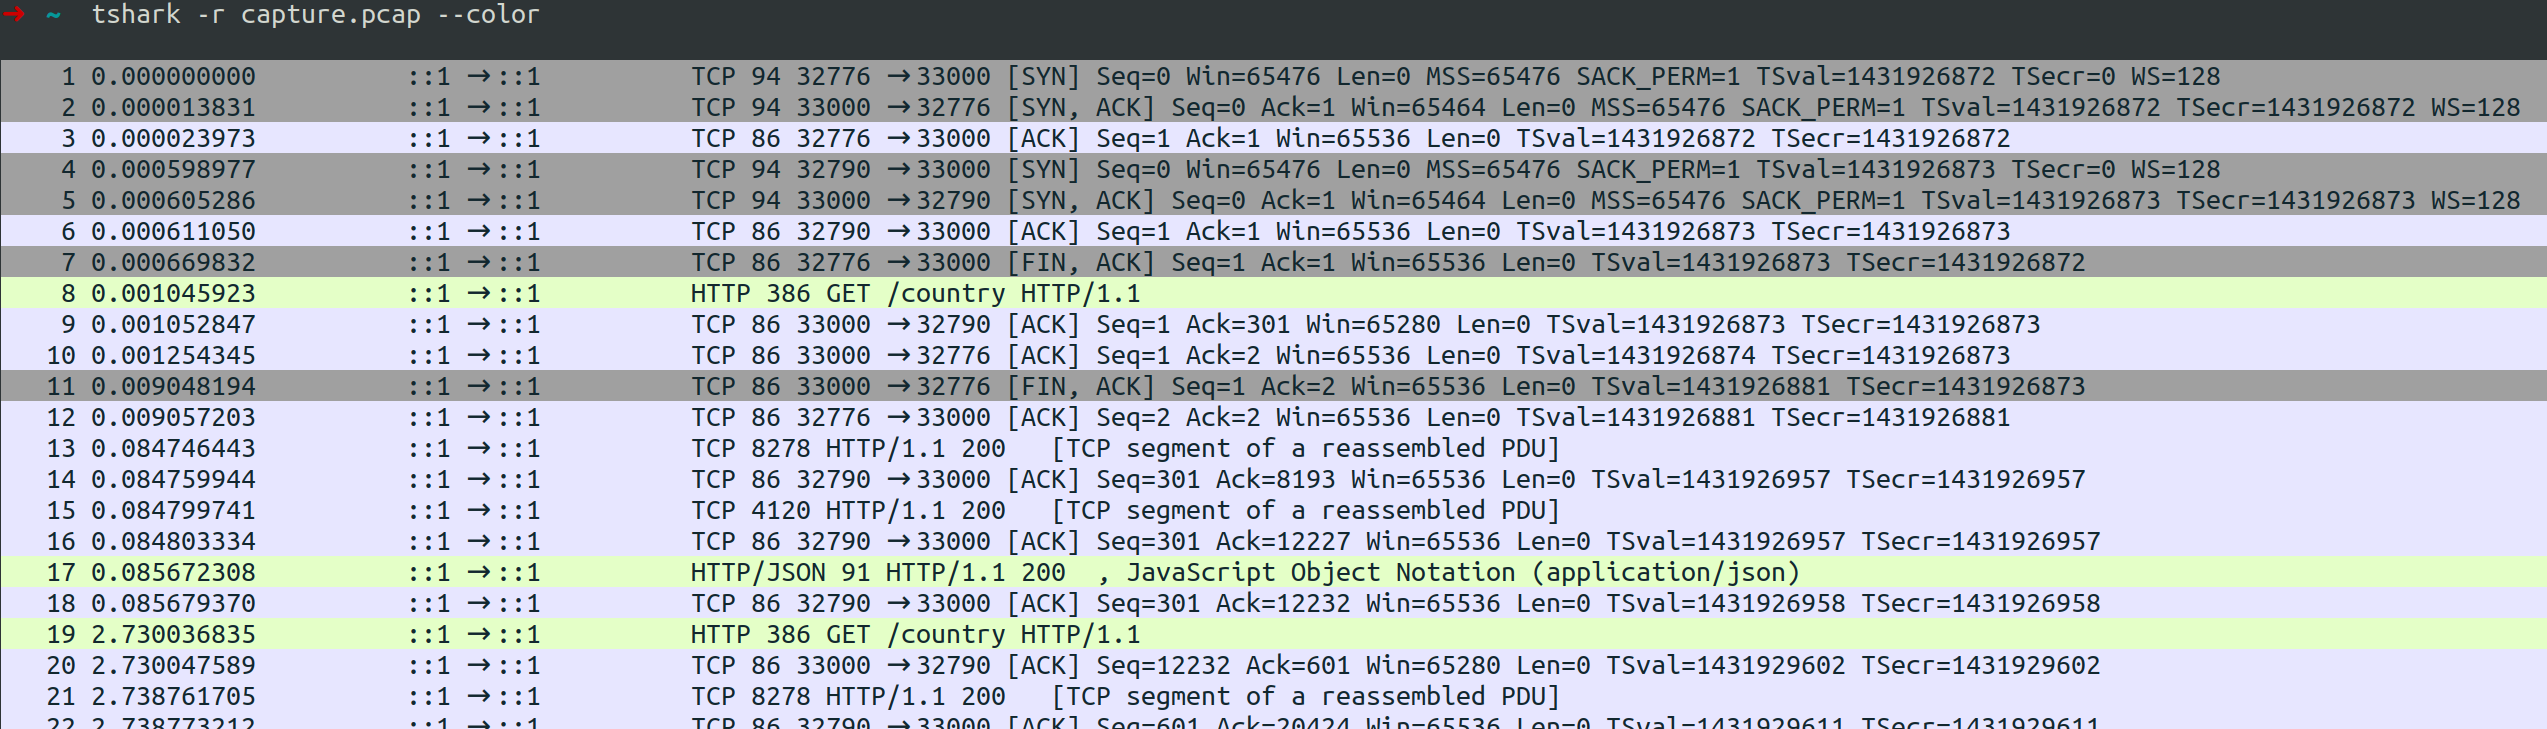 ➜ ~ tshark -r capture.pcap --color
1 0.000000000 ::1 → ::1 TCP 94 32776 → 33000 [SYN] Seq=0 Win=65476 Len=0 MSS=65476 SACK_PERM=1 TSval=1431926872 TSecr=0 WS=128
2 0.000013831 ::1 → ::1 TCP 94 33000 → 32776 [SYN, ACK] Seq=0 Ack=1 Win=65464 Len=0 MSS=65476 SACK_PERM=1 TSval=1431926872 TSecr=1431926872 WS=128
3 0.000023973 ::1 → ::1 TCP 86 32776 → 33000 [ACK] Seq=1 Ack=1 Win=65536 Len=0 TSval=1431926872 TSecr=1431926872
4 0.000598977 ::1 → ::1 TCP 94 32790 → 33000 [SYN] Seq=0 Win=65476 Len=0 MSS=65476 SACK_PERM=1 TSval=1431926873 TSecr=0 WS=128
5 0.000605286 ::1 → ::1 TCP 94 33000 → 32790 [SYN, ACK] Seq=0 Ack=1 Win=65464 Len=0 MSS=65476 SACK_PERM=1 TSval=1431926873 TSecr=1431926873 WS=128
6 0.000611050 ::1 → ::1 TCP 86 32790 → 33000 [ACK] Seq=1 Ack=1 Win=65536 Len=0 TSval=1431926873 TSecr=1431926873
7 0.000669832 ::1 → ::1 TCP 86 32776 → 33000 [FIN, ACK] Seq=1 Ack=1 Win=65536 Len=0 TSval=1431926873 TSecr=1431926872
8 0.001045923 ::1 → ::1 HTTP 386 GET /country HTTP/1.1
9 0.001052847 ::1 → ::1 TCP 86 33000 → 32790 [ACK] Seq=1 Ack=301 Win=65280 Len=0 TSval=1431926873 TSecr=1431926873
10 0.001254345 ::1 → ::1 TCP 86 33000 → 32776 [ACK] Seq=1 Ack=2 Win=65536 Len=0 TSval=1431926874 TSecr=1431926873
11 0.009048194 ::1 → ::1 TCP 86 33000 → 32776 [FIN, ACK] Seq=1 Ack=2 Win=65536 Len=0 TSval=1431926881 TSecr=1431926873
12 0.009057203 ::1 → ::1 TCP 86 32776 → 33000 [ACK] Seq=2 Ack=2 Win=65536 Len=0 TSval=1431926881 TSecr=1431926881
13 0.084746443 ::1 → ::1 TCP 8278 HTTP/1.1 200 [TCP segment of a reassembled PDU]
14 0.084759944 ::1 → ::1 TCP 86 32790 → 33000 [ACK] Seq=301 Ack=8193 Win=65536 Len=0 TSval=1431926957 TSecr=1431926957
15 0.084799741 ::1 → ::1 TCP 4120 HTTP/1.1 200 [TCP segment of a reassembled PDU]
16 0.084803334 ::1 → ::1 TCP 86 32790 → 33000 [ACK] Seq=301 Ack=12227 Win=65536 Len=0 TSval=1431926957 TSecr=1431926957
17 0.085672308 ::1 → ::1 HTTP/JSON 91 HTTP/1.1 200 , JavaScript Object Notation (application/json)
18 0.085679370 ::1 → ::1 TCP 86 32790 → 33000 [ACK] Seq=301 Ack=12232 Win=65536 Len=0 TSval=1431926958 TSecr=1431926958
19 2.730036835 ::1 → ::1 HTTP 386 GET /country HTTP/1.1
20 2.730047589 ::1 → ::1 TCP 86 33000 → 32790 [ACK] Seq=12232 Ack=601 Win=65280 Len=0 TSval=1431929602 TSecr=1431929602
21 2.738761705 ::1 → ::1 TCP 8278 HTTP/1.1 200 [TCP segment of a reassembled PDU]
22 2.738773212 ::1 → ::1 TCP 86 32790 → 33000 [ACK] Seq=601 Ack=20424 Win=65536 Len=0 TSval=1431929611 TSecr=1431929611